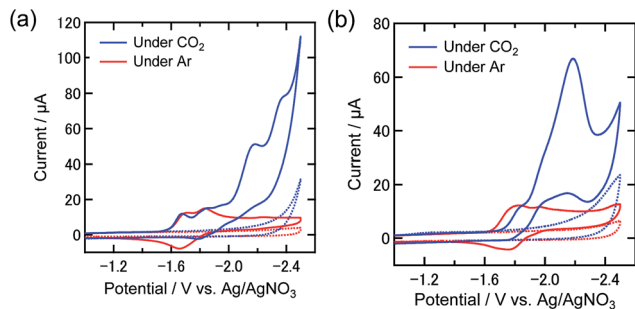 (a)
120
100
80
60
40
20
0
Current / μA
Under CO2
Under Ar
−1.2 −1.6 −2.0 −2.4
Potential / V vs. Ag/AgNO3
(b)
80
60
40
20
0
−20
Current / μA
Under CO2
Under Ar
−1.2 −1.6 −2.0 −2.4
Potential / V vs. Ag/AgNO3